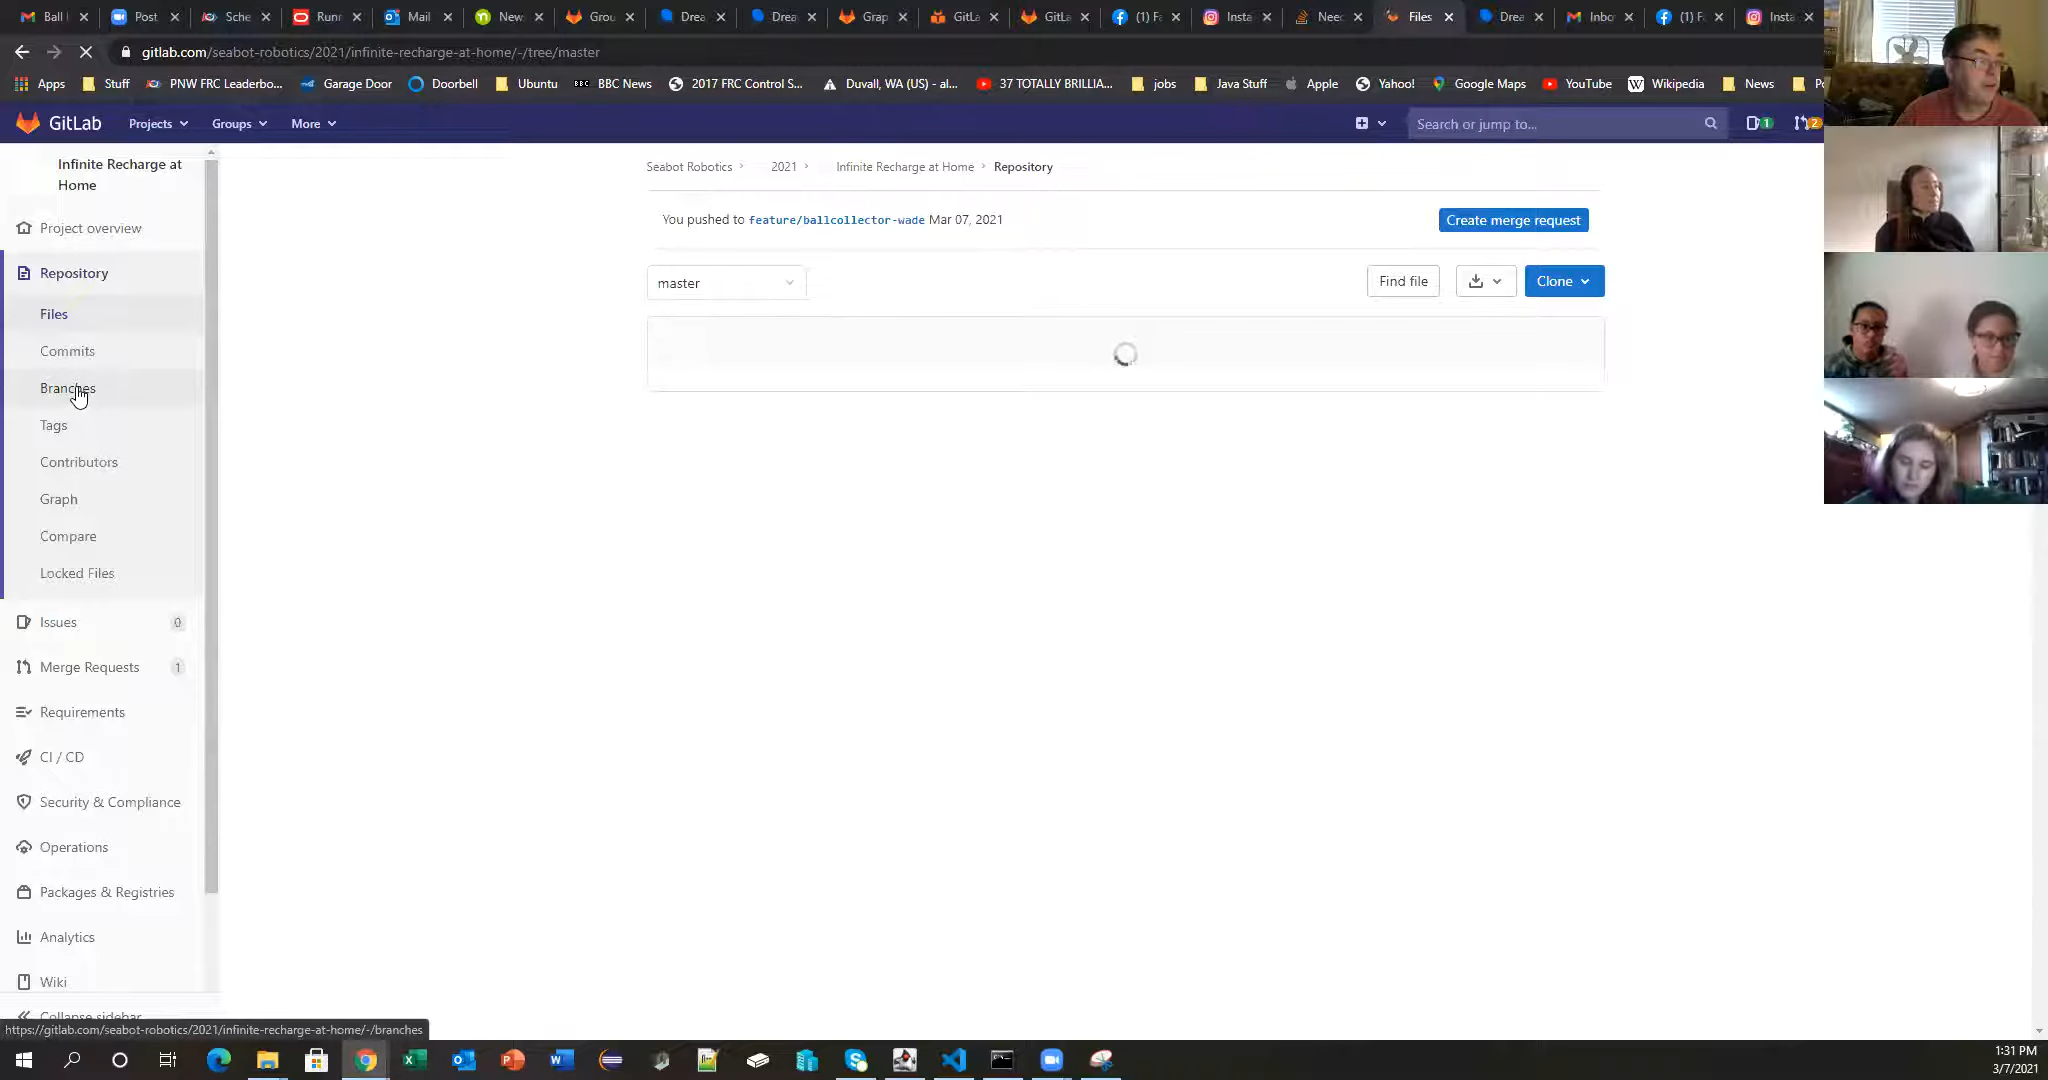 Ball
Post
Sche
Runr
Mail
New
Grou
Drea
Drea
Grap
GitLa
GitLa
(1) Fa
Insta
Neec
Files
Drea
Inbo
(1) F
Insta
gitlab.com/seabot-robotics/2021/infinite-recharge-at-home/-/tree/master
Apps
Stuff
PNW FRC Leaderbo...
Garage Door
Doorbell
Ubuntu
BBC
BBC News
2017 FRC Control S...
Duvall, WA (US) - al...
37 TOTALLY BRILLIA...
jobs
Java Stuff
Apple
Yahoo!
Google Maps
YouTube
W
Wikipedia
News
GitLab
Projects
Groups
More
Search or jump to...
1
2
Infinite Recharge at
Home
Project overview
Repository
Files
Commits
Branches
Tags
Contributors
Graph
Compare
Locked Files
Issues 0
Merge Requests 1
Requirements
CI / CD
Security & Compliance
Operations
Packages & Registries
Analytics
Wiki
Collapse sidebar
Seabot Robotics > 2021 > Infinite Recharge at Home > Repository
You pushed to feature/ballcollector-wade Mar 07, 2021
Create merge request
master
Find file
Clone
https://gitlab.com/seabot-robotics/2021/infinite-recharge-at-home/-/branches
1:31 PM
3/7/2021